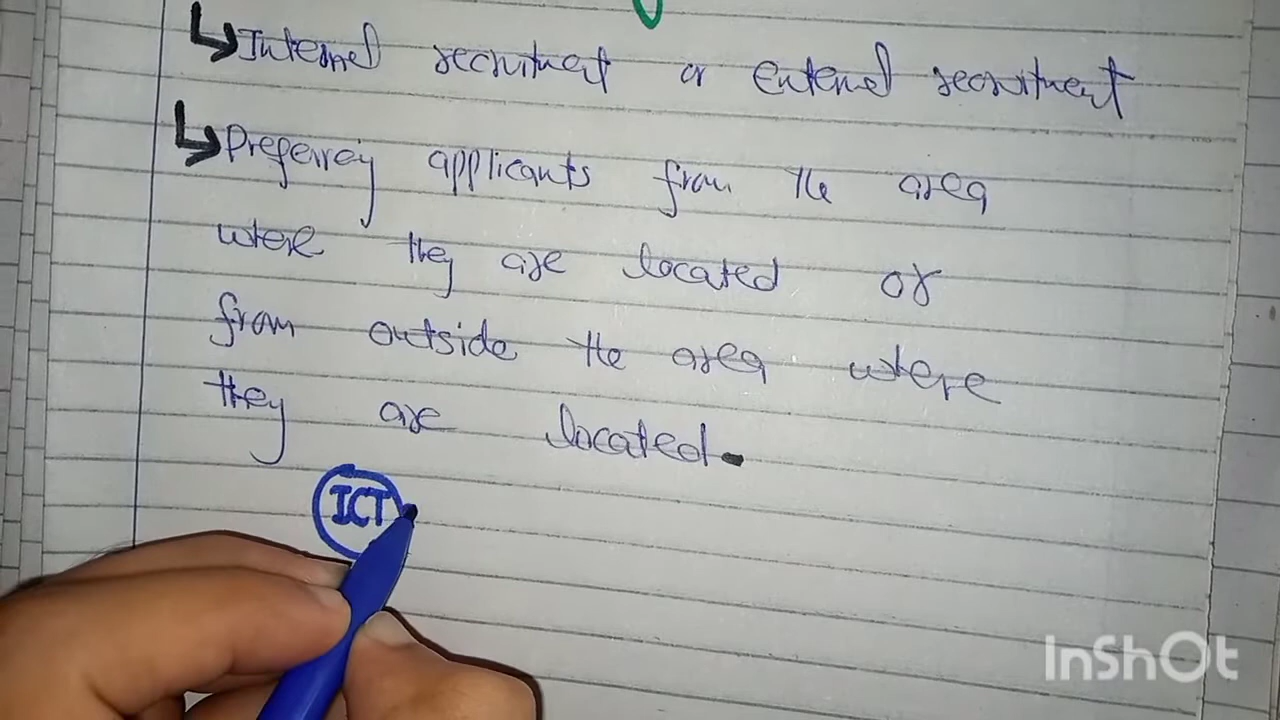 Internal recruitment or external recruitment
Preferring applicants from the area
where they are located or
from outside the area where
they are located.
ICT
InShOt